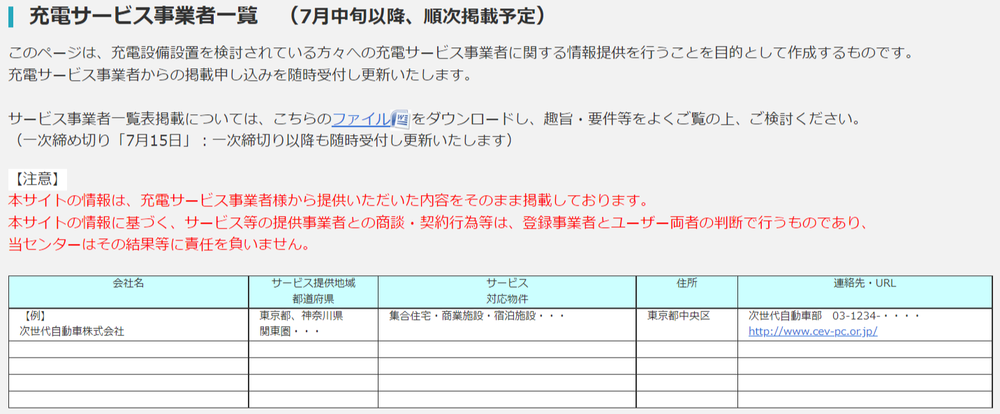 充電サービス事業者一覧　（7月中旬以降、順次掲載予定）
このページは、充電設備設置を検討されている方々への充電サービス事業者に関する情報提供を行うことを目的として作成するものです。
充電サービス事業者からの掲載申し込みを随時受付し更新いたします。
サービス事業者一覧表掲載については、こちらのファイルをダウンロードし、趣旨・要件等をよくご覧の上、ご検討ください。
（一次締め切り「7月15日」：一次締切り以降も随時受付し更新いたします）
【注意】
本サイトの情報は、充電サービス事業者様から提供いただいた内容をそのまま掲載しております。
本サイトの情報に基づく、サービス等の提供事業者との商談・契約行為等は、登録事業者とユーザー両者の判断で行うものであり、
当センターはその結果等に責任を負いません。
会社名 サービス提供地域 サービス 住所 連絡先・URL
都道府県 対応物件
【例】 東京都、神奈川県 集合住宅・商業施設・宿泊施設・・・ 東京都中央区 次世代自動車部　03-1234-・・・・
次世代自動車株式会社 関東圏・・・ http://www.cev-pc.or.jp/